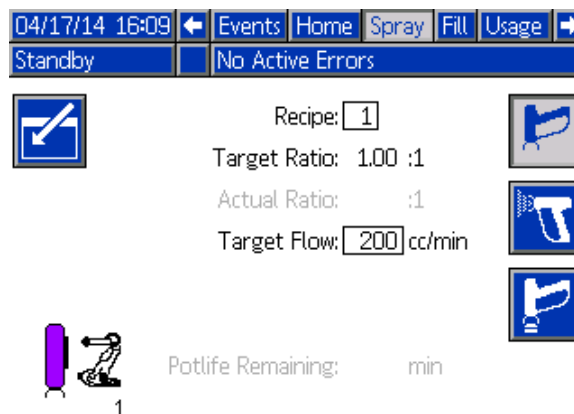 04/17/14 16:09 Events Home Spray Fill Usage
Standby No Active Errors
Recipe: 1
Target Ratio: 1.00 :1
Actual Ratio: :1
Target Flow: 200 cc/min
Potlife Remaining: min
1